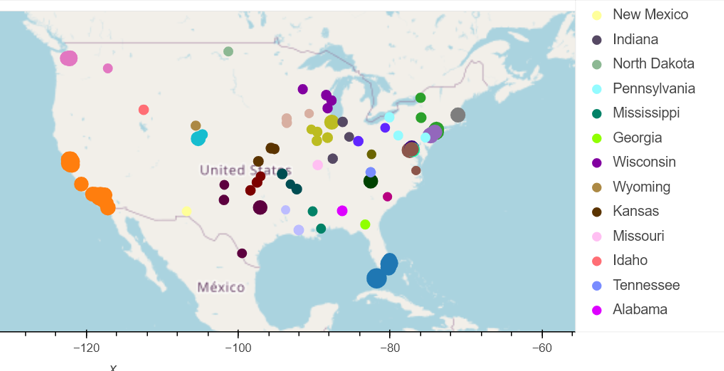 New Mexico
Indiana
North Dakota
Pennsylvania
Mississippi
Georgia
Wisconsin
Wyoming
Kansas
Missouri
Idaho
Tennessee
Alabama
United States
México
−120
−100
−80
−60
x